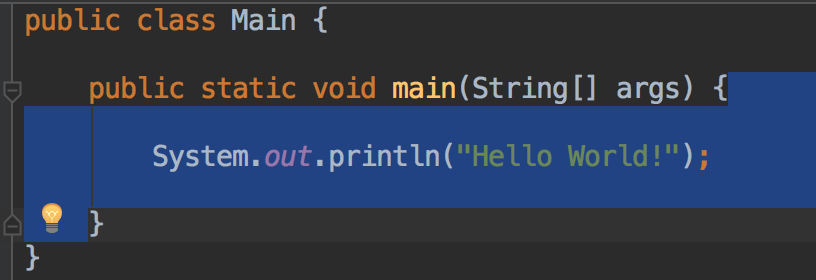 public class Main {
public static void main(String[] args) {
System.out.println("Hello World!");
}
}